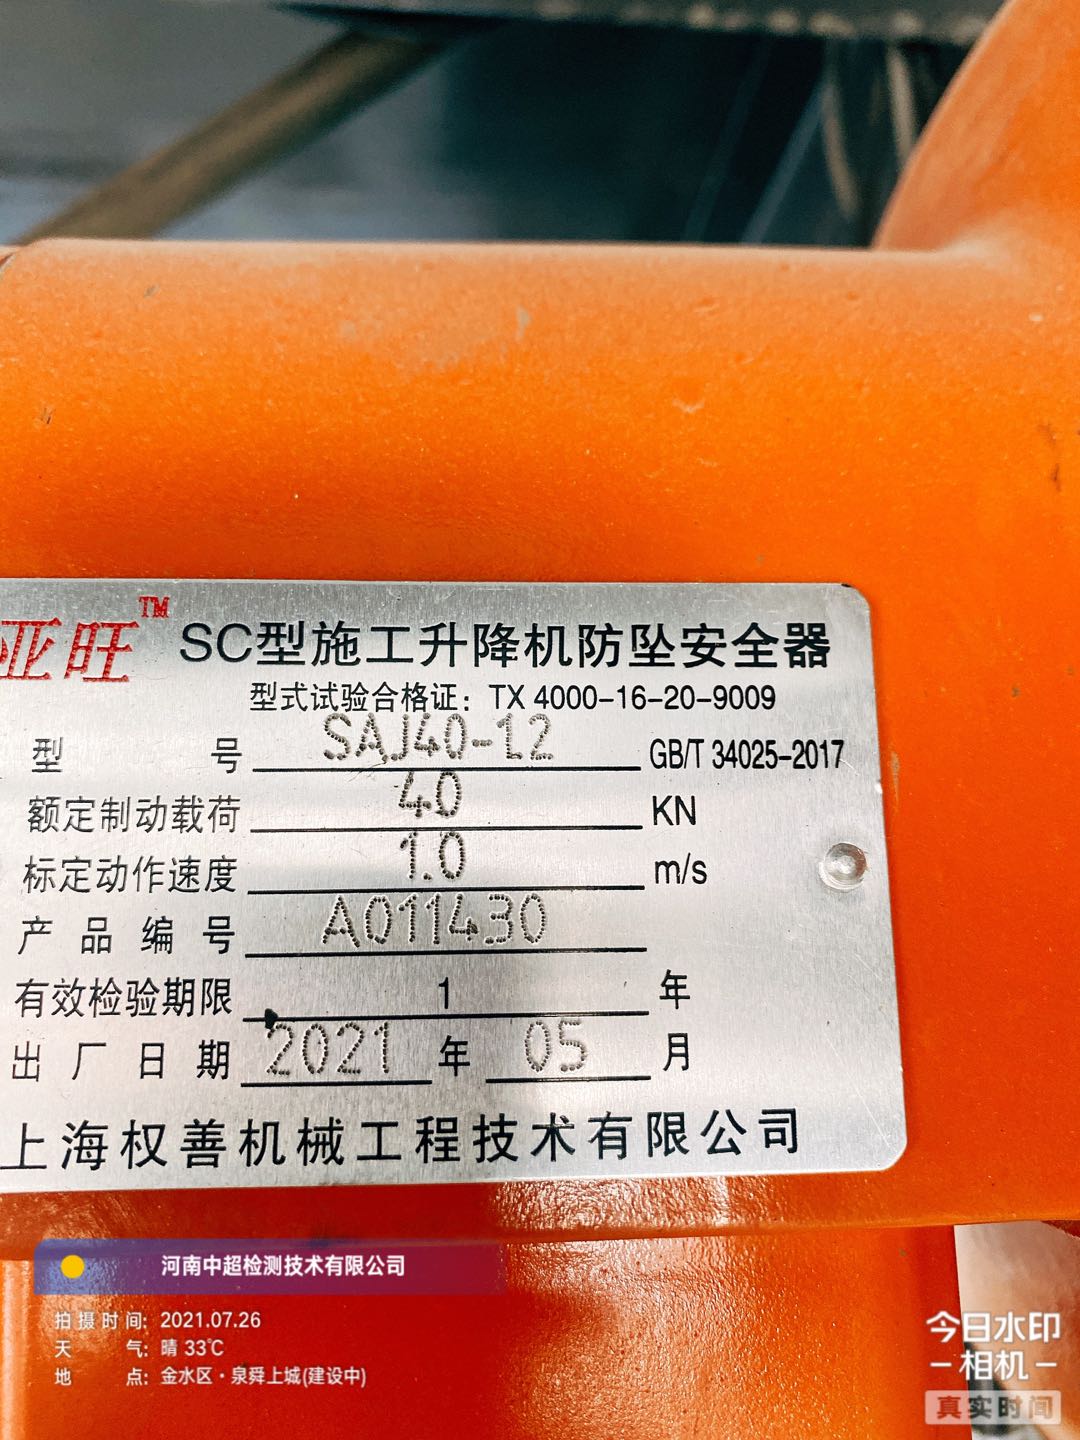 亚旺™ SC型施工升降机防坠安全器
型式试验合格证：TX 4000-16-20-9009
型 号 SAJ40-12 GB/T 34025-2017
额定制动载荷 40 KN
标定动作速度 1.0 m/s
产品编号 A011430
有效检验期限 1 年
出厂日期 2021 年 05 月
上海权善机械工程技术有限公司
河南中超检测技术有限公司
拍摄时间：2021.07.26
天 气：晴 33℃
地 点：金水区·泉舜上城(建设中)
今日水印
-相机-
真实时间